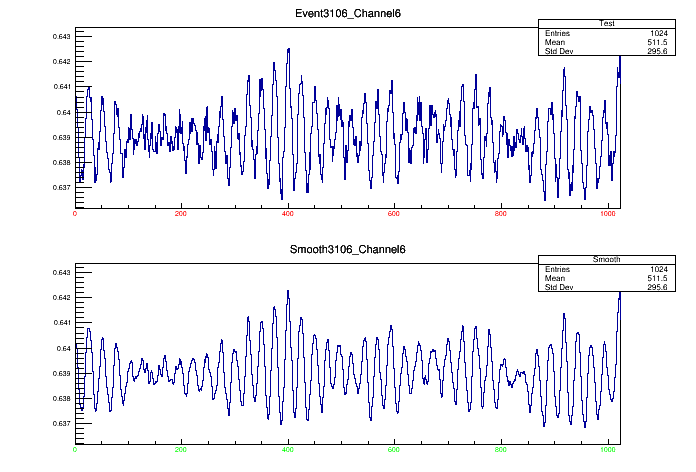 Event3106_Channel6
Test
Entries 1024
Mean 511.5
Std Dev 295.6
0.643
0.642
0.641
0.64
0.639
0.638
0.637
0 200 400 600 800 1000
Smooth3106_Channel6
Smooth
Entries 1024
Mean 511.5
Std Dev 295.6
0.643
0.642
0.641
0.64
0.639
0.638
0.637
0 200 400 600 800 1000